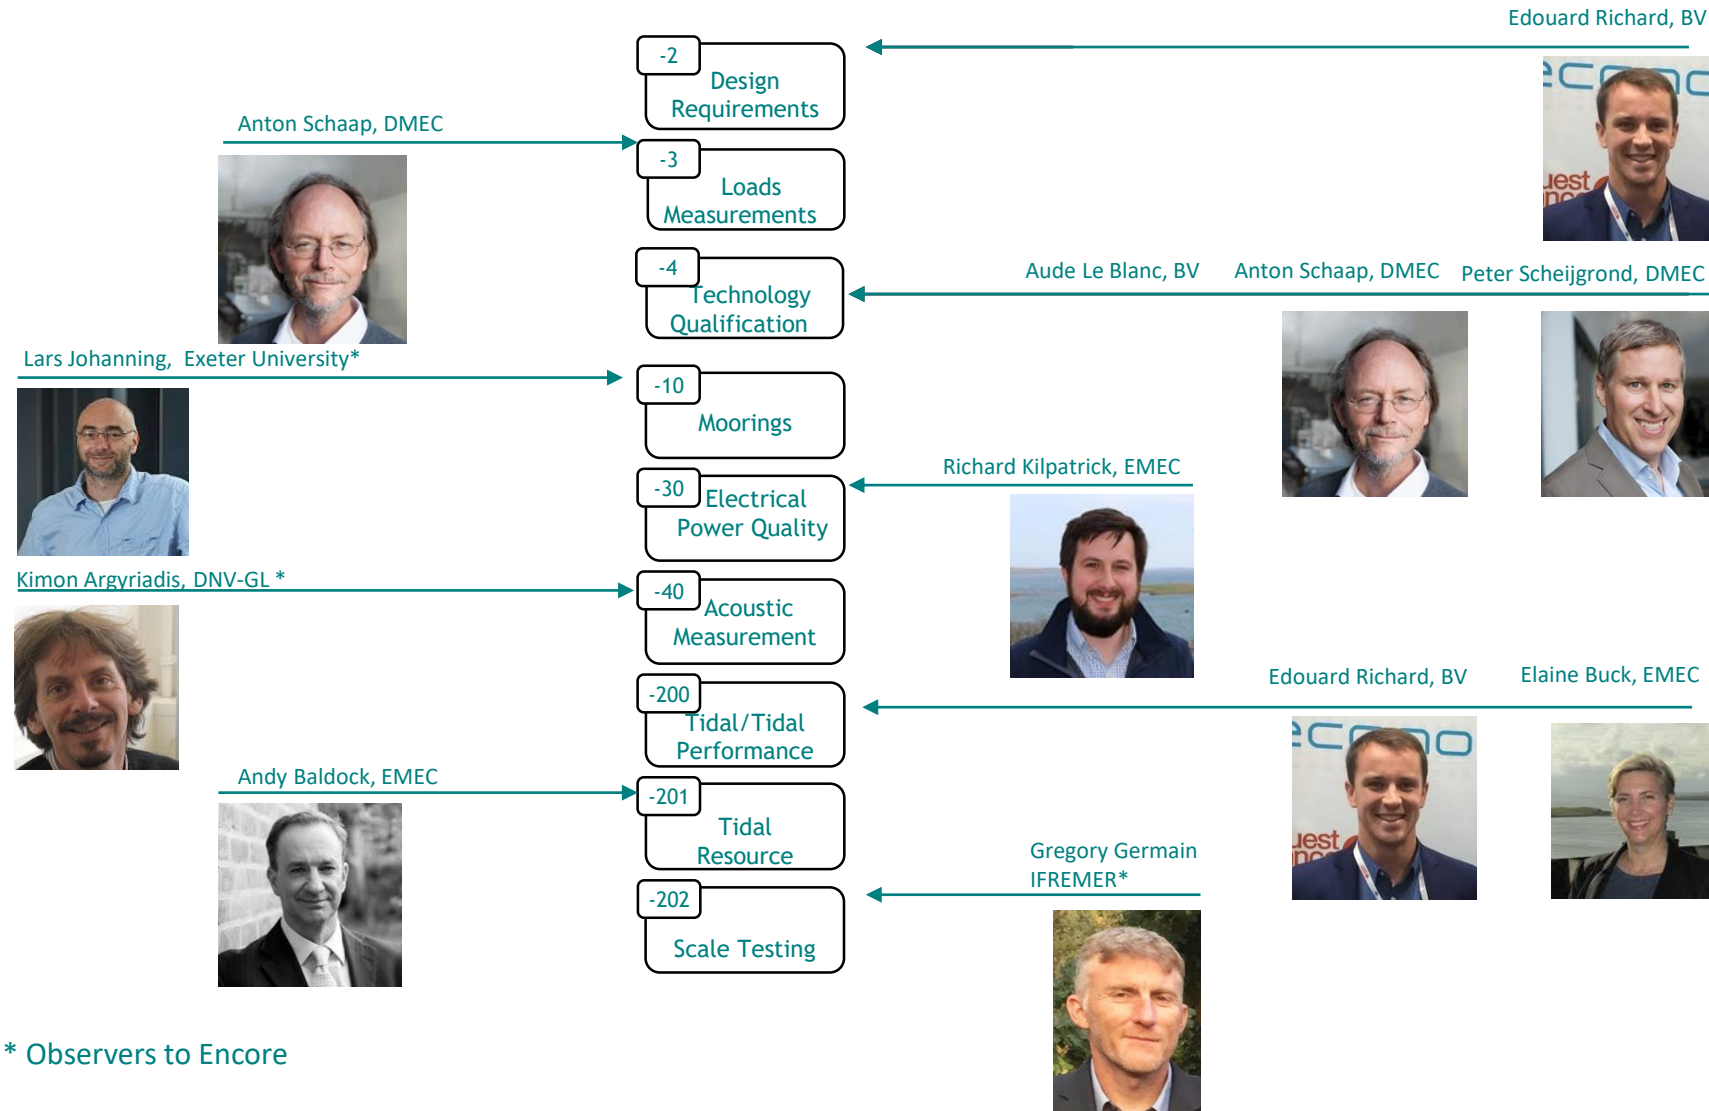 Edouard Richard, BV
-2
Design
Requirements
Anton Schaap, DMEC
-3
Loads
Measurements
-4
Technology
Qualification
Aude Le Blanc, BV
Anton Schaap, DMEC
Peter Scheijgrond, DMEC
Lars Johanning, Exeter University*
-10
Moorings
Richard Kilpatrick, EMEC
-30
Electrical
Power Quality
Kimon Argyriadis, DNV-GL *
-40
Acoustic
Measurement
Edouard Richard, BV
Elaine Buck, EMEC
-200
Tidal/Tidal
Performance
Andy Baldock, EMEC
-201
Tidal
Resource
Gregory Germain
IFREMER*
-202
Scale Testing
* Observers to Encore